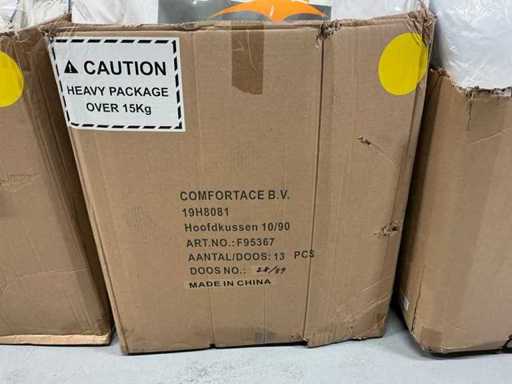 CAUTION
HEAVY PACKAGE
OVER 15Kg
COMFORTACE B.V.
19H8081
Hoofdkussen 10/90
ART.NO.:F95367
AANTAL/DOOS: 13 PCS
DOOS NO.:
MADE IN CHINA